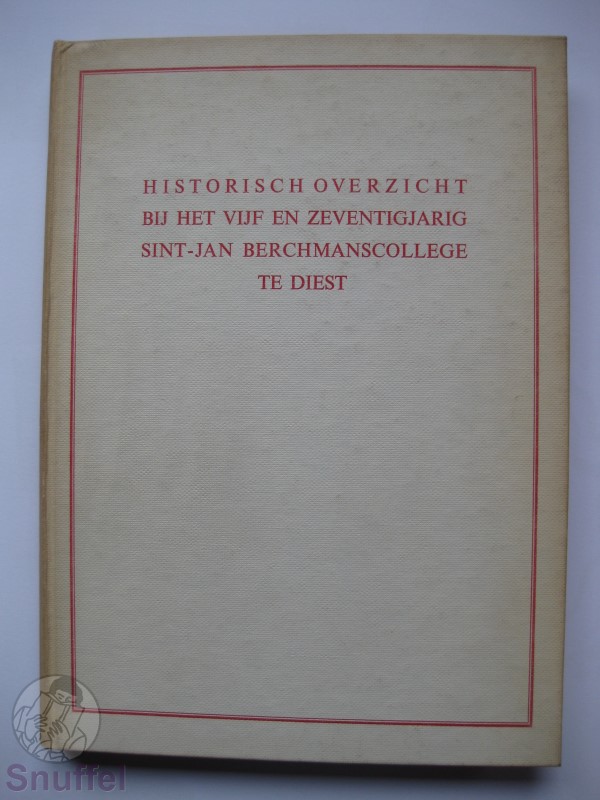 HISTORISCH OVERZICHT
BIJ HET VIJF EN ZEVENTIGJARIG
SINT-JAN BERCHMANSCOLLEGE
TE DIEST
Snuffel